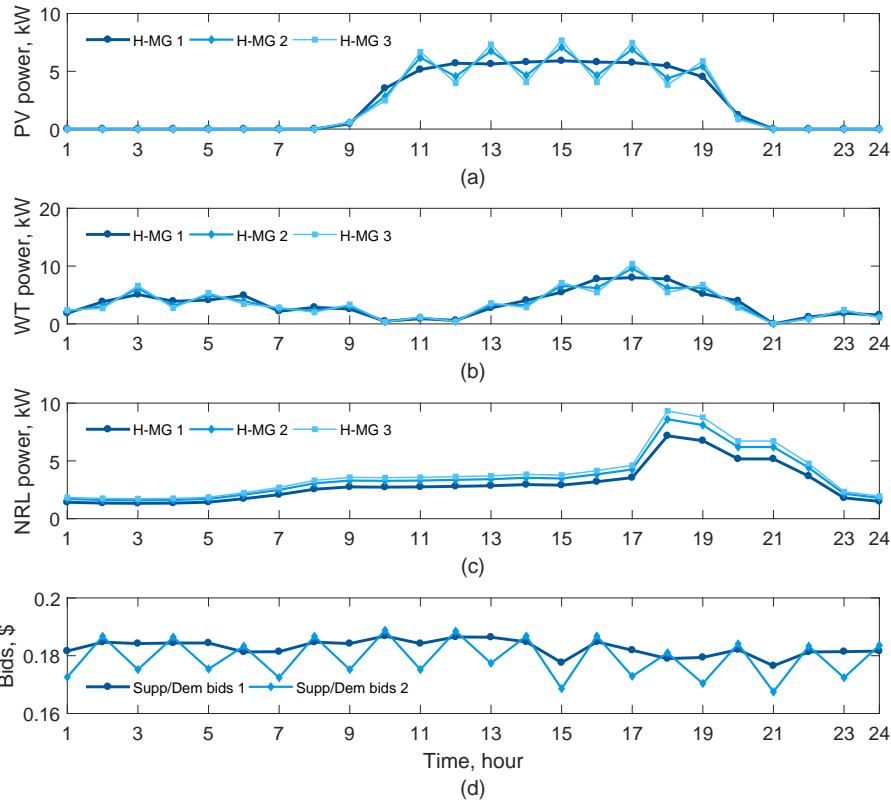 PV power, kW
10
5
0
H-MG 1 H-MG 2 H-MG 3
1 3 5 7 9 11 13 15 17 19 21 23 24
(a)
WT power, kW
20
10
0
H-MG 1 H-MG 2 H-MG 3
1 3 5 7 9 11 13 15 17 19 21 23 24
(b)
NRL power, kW
10
5
0
H-MG 1 H-MG 2 H-MG 3
1 3 5 7 9 11 13 15 17 19 21 23 24
(c)
Bids, $
0.2
0.18
0.16
Supp/Dem bids 1 Supp/Dem bids 2
1 3 5 7 9 11 13 15 17 19 21 23 24
Time, hour
(d)